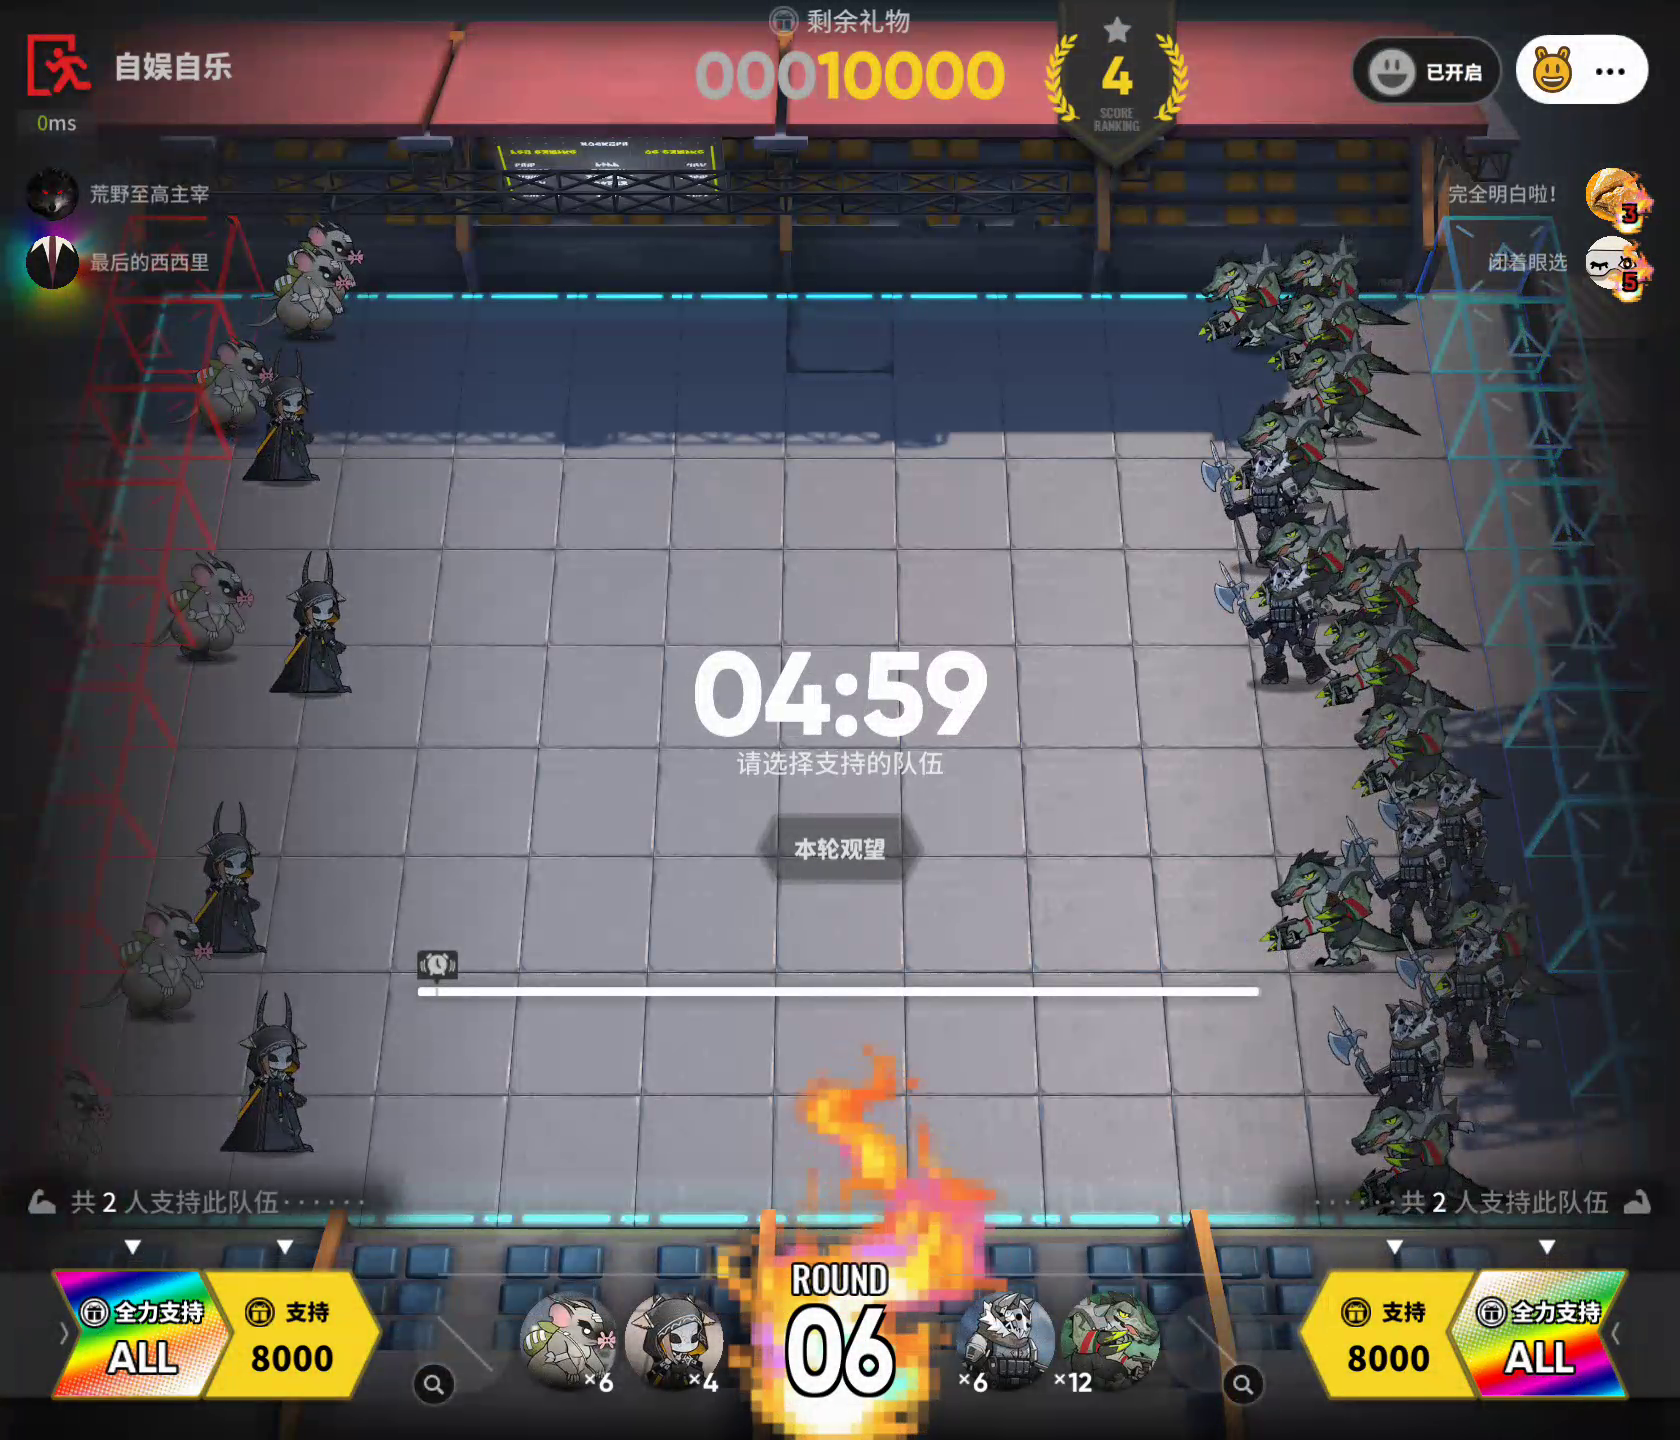 剩余礼物
自娱自乐
00010000
4
SCORE
RANKING
已开启
0ms
荒野至高主宰
最后的西西里
完全明白啦!
3
闭着眼选
5
04:59
请选择支持的队伍
本轮观望
共 2 人支持此队伍
共 2 人支持此队伍
全力支持
ALL
支持
8000
×6
×4
ROUND
06
×6
×12
支持
8000
全力支持
ALL